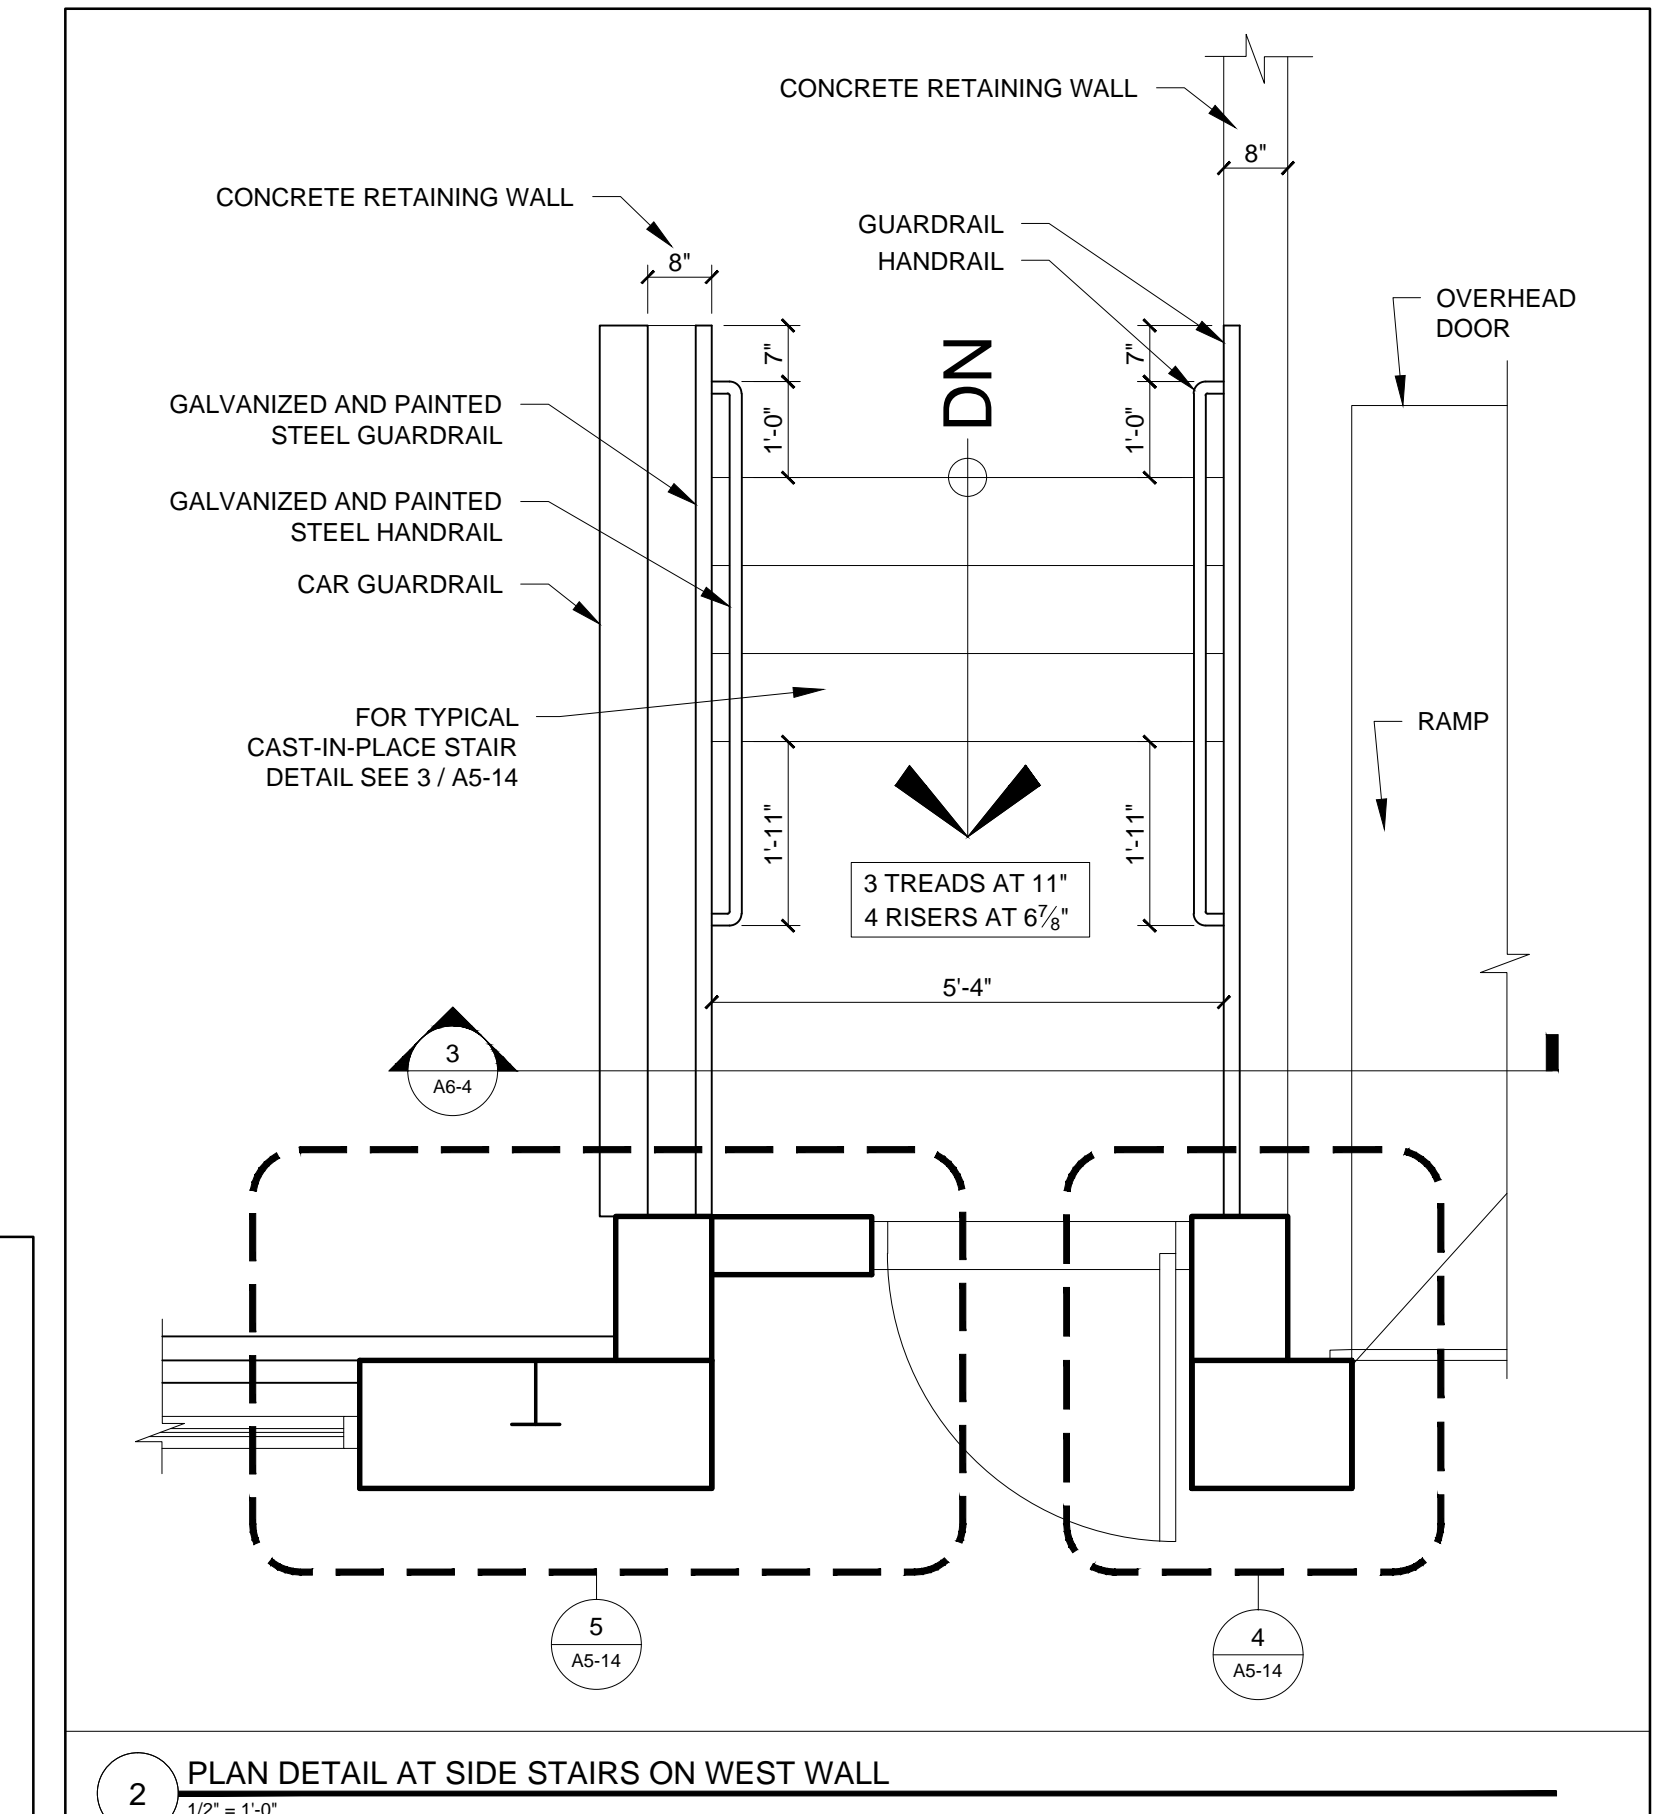 CONCRETE RETAINING WALL
8"
CONCRETE RETAINING WALL
8"
GUARDRAIL
HANDRAIL
OVERHEAD
DOOR
7"
7"
DN
GALVANIZED AND PAINTED
STEEL GUARDRAIL
1'-0"
1'-0"
GALVANIZED AND PAINTED
STEEL HANDRAIL
CAR GUARDRAIL
FOR TYPICAL
CAST-IN-PLACE STAIR
DETAIL SEE 3 / A5-14
RAMP
1'-11"
1'-11"
3 TREADS AT 11"
4 RISERS AT 6⅞"
5'-4"
3
A6-4
5
A5-14
4
A5-14
2
PLAN DETAIL AT SIDE STAIRS ON WEST WALL
1/2" = 1'-0"